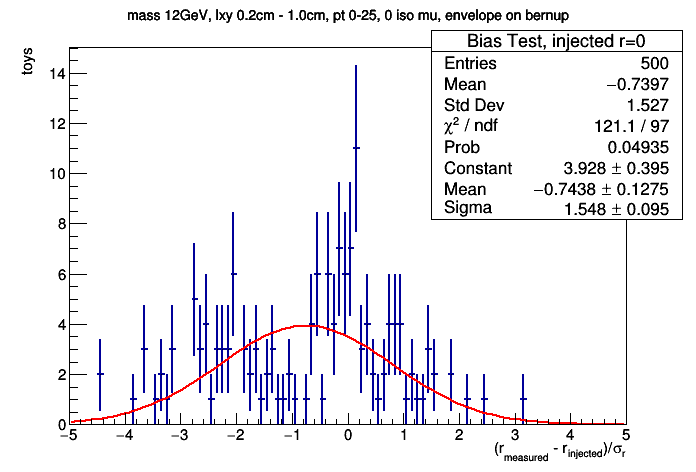 mass 12GeV, lxy 0.2cm - 1.0cm, pt 0-25, 0 iso mu, envelope on bernup
Bias Test, injected r=0
Entries 500
Mean −0.7397
Std Dev 1.527
χ² / ndf 121.1 / 97
Prob 0.04935
Constant 3.928 ± 0.395
Mean −0.7438 ± 0.1275
Sigma 1.548 ± 0.095
toys
14
12
10
8
6
4
2
0
−5 −4 −3 −2 −1 0 1 2 3 4 5
(r_measured - r_injected)/σ_r